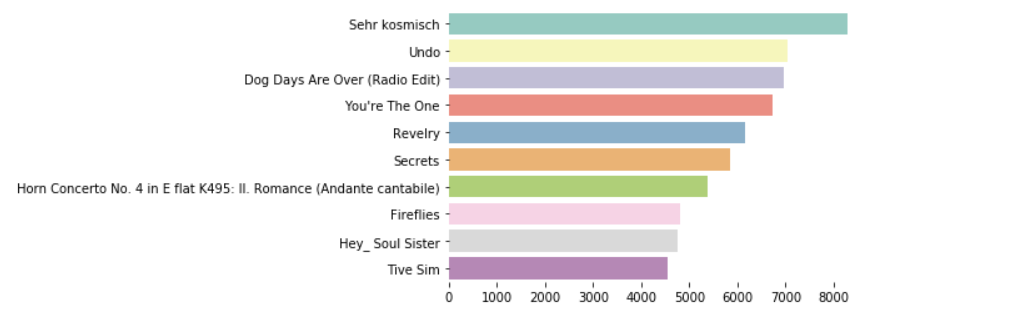 Sehr kosmisch
Undo
Dog Days Are Over (Radio Edit)
You're The One
Revelry
Secrets
Horn Concerto No. 4 in E flat K495: II. Romance (Andante cantabile)
Fireflies
Hey_ Soul Sister
Tive Sim
0 1000 2000 3000 4000 5000 6000 7000 8000